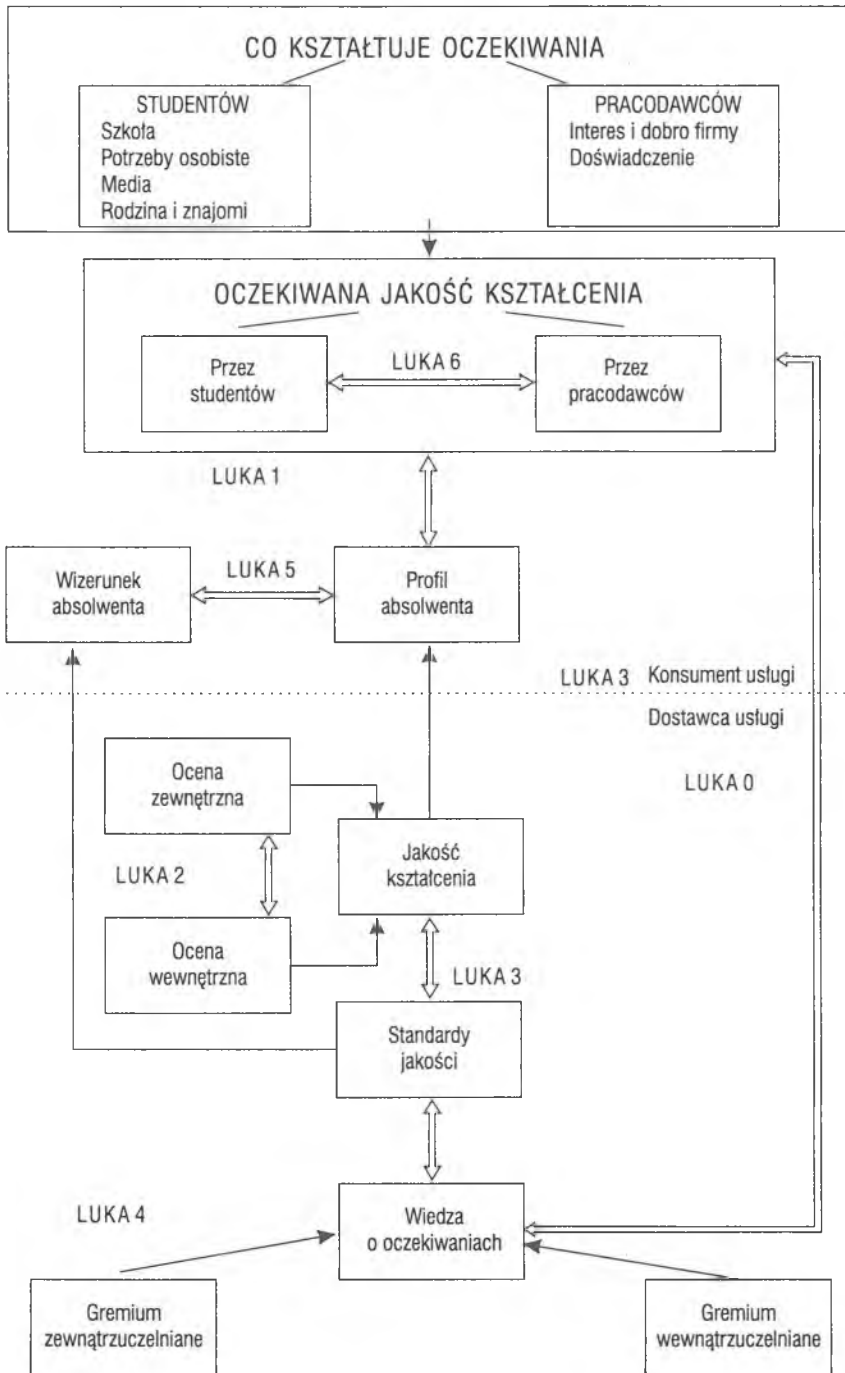 CO KSZTAŁTUJE OCZEKIWANIA
STUDENTÓW
Szkoła
Potrzeby osobiste
Media
Rodzina i znajomi
PRACODAWCÓW
Interes i dobro firmy
Doświadczenie
OCZEKIWANA JAKOŚĆ KSZTAŁCENIA
Przez
studentów
LUKA 6
Przez
pracodawców
LUKA 1
Wizerunek
absolwenta
LUKA 5
Profil
absolwenta
LUKA 3 Konsument usługi
Dostawca usługi
LUKA 0
Ocena
zewnętrzna
LUKA 2
Jakość
kształcenia
Ocena
wewnętrzna
LUKA 3
Standardy
jakości
LUKA 4
Wiedza
o oczekiwaniach
Gremium
zewnątrzuczelniane
Gremium
wewnątrzuczelniane